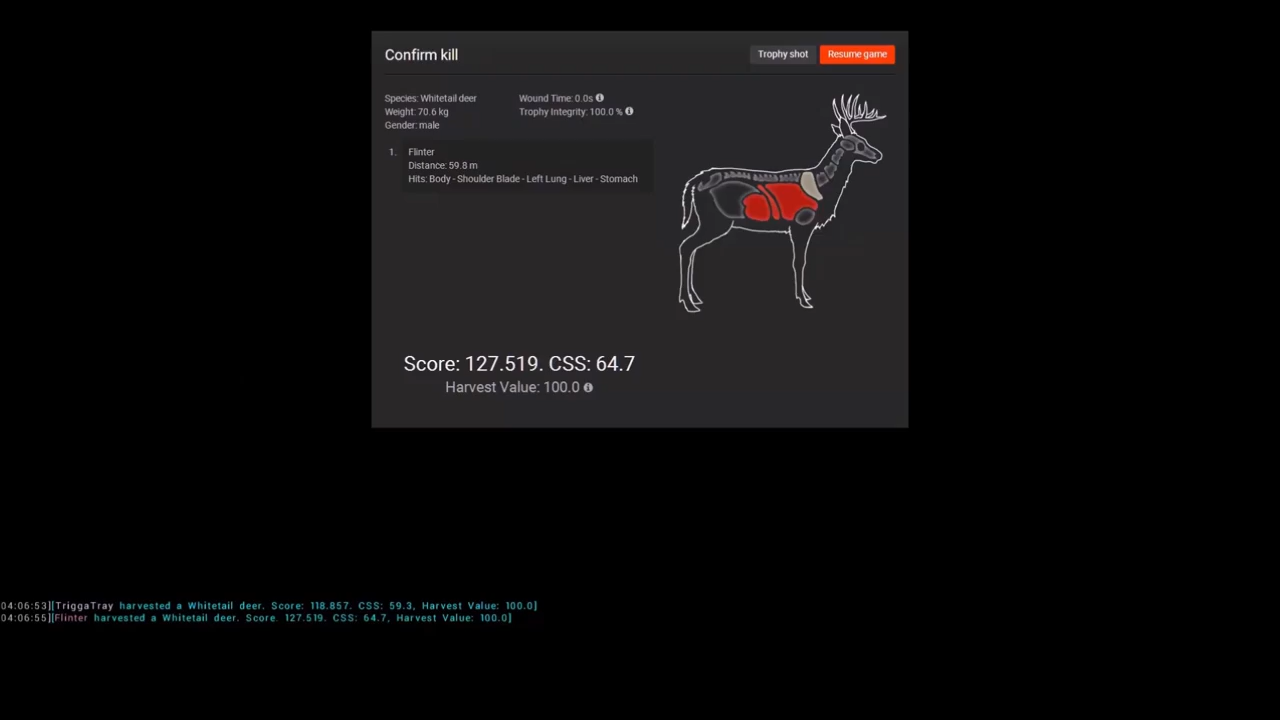 Confirm kill
Trophy shot
Resume game
Species: Whitetail deer
Weight: 70.6 kg
Gender: male
Wound Time: 0.0s
Trophy Integrity: 100.0 %
1. Flinter
Distance: 59.8 m
Hits: Body - Shoulder Blade - Left Lung - Liver - Stomach
Score: 127.519. CSS: 64.7
Harvest Value: 100.0
04:06:53][TriggaTray harvested a Whitetail deer. Score: 118.857. CSS: 59.3, Harvest Value: 100.0]
04:06:55][Flinter harvested a Whitetail deer. Score. 127.519. CSS: 64.7, Harvest Value: 100.0]